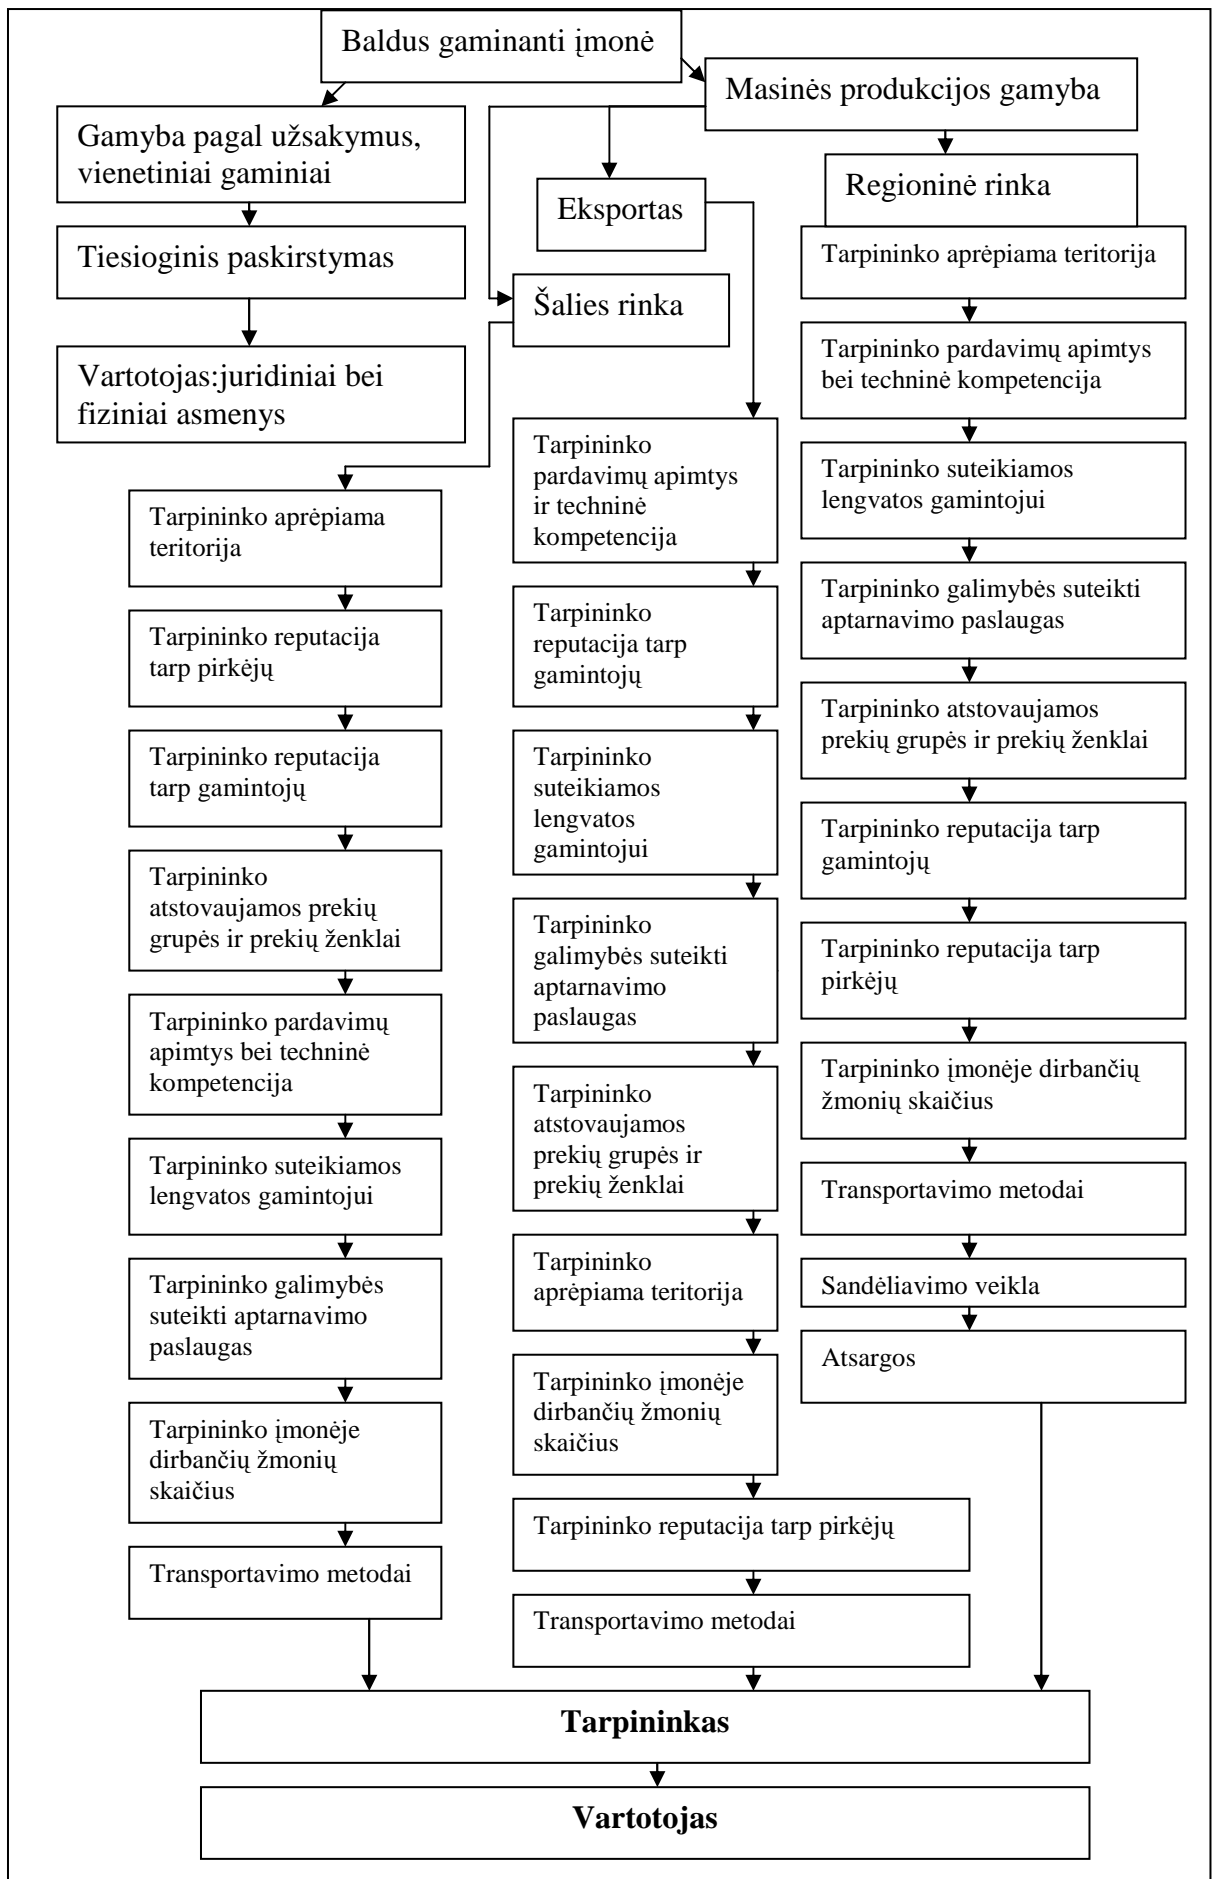 Baldus gaminanti įmonė
Masinės produkcijos gamyba
Gamyba pagal užsakymus,
vienetiniai gaminiai
Tiesioginis paskirstymas
Vartotojas:juridiniai bei
fiziniai asmenys
Eksportas
Regioninė rinka
Šalies rinka
Tarpininko aprėpiama
teritorija
Tarpininko reputacija
tarp pirkėjų
Tarpininko reputacija
tarp gamintojų
Tarpininko
atstovaujamos prekių
grupės ir prekių ženklai
Tarpininko pardavimų
apimtys bei techninė
kompetencija
Tarpininko suteikiamos
lengvatos gamintojui
Tarpininko galimybės
suteikti aptarnavimo
paslaugas
Tarpininko įmonėje
dirbančių žmonių
skaičius
Transportavimo metodai
Tarpininko
pardavimų apimtys
ir techninė
kompetencija
Tarpininko
reputacija tarp
gamintojų
Tarpininko
suteikiamos
lengvatos
gamintojui
Tarpininko
galimybės suteikti
aptarnavimo
paslaugas
Tarpininko
atstovaujamos
prekių grupės ir
prekių ženklai
Tarpininko
aprėpiama teritorija
Tarpininko įmonėje
dirbančių žmonių
skaičius
Tarpininko reputacija tarp pirkėjų
Transportavimo metodai
Tarpininko aprėpiama teritorija
Tarpininko pardavimų apimtys
bei techninė kompetencija
Tarpininko suteikiamos
lengvatos gamintojui
Tarpininko galimybės suteikti
aptarnavimo paslaugas
Tarpininko atstovaujamos
prekių grupės ir prekių ženklai
Tarpininko reputacija tarp
gamintojų
Tarpininko reputacija tarp
pirkėjų
Tarpininko įmonėje dirbančių
žmonių skaičius
Transportavimo metodai
Sandėliavimo veikla
Atsargos
Tarpininkas
Vartotojas